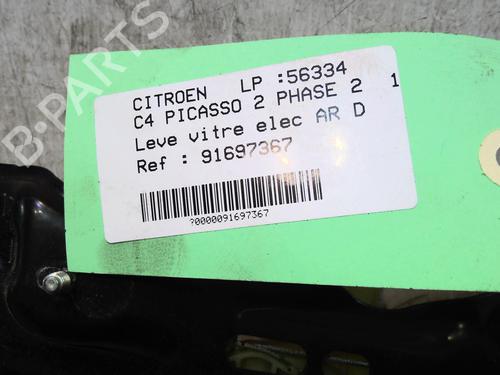 CITROEN LP :56334
C4 PICASSO 2 PHASE 2 1
Leve vitre elec AR D
Ref : 91697367
?0000091697367
B-PARTS